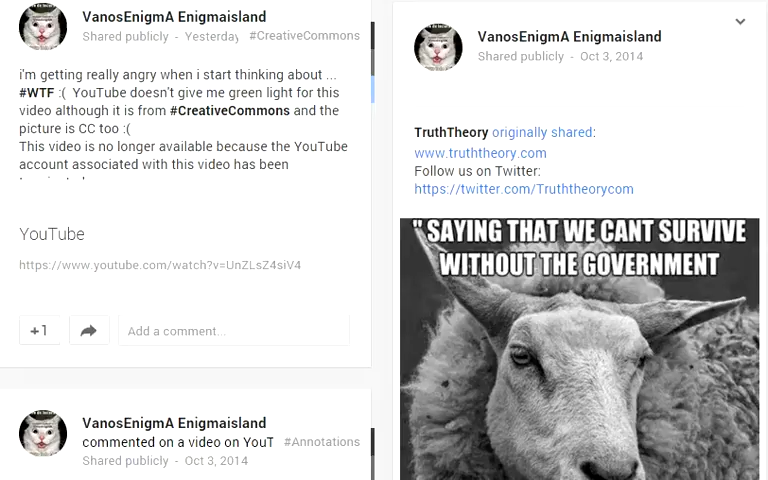 VanosEnigmA Enigmaisland
Shared publicly - Yesterday #CreativeCommons
i'm getting really angry when i start thinking about ...
#WTF :( YouTube doesn't give me green light for this
video although it is from #CreativeCommons and the
picture is CC too :(
This video is no longer available because the YouTube
account associated with this video has been
YouTube
https://www.youtube.com/watch?v=UnZLsZ4siV4
+1
Add a comment...
VanosEnigmA Enigmaisland
commented on a video on YouT #Annotations
Shared publicly - Oct 3, 2014
VanosEnigmA Enigmaisland
Shared publicly - Oct 3, 2014
TruthTheory originally shared:
www.truththeory.com
Follow us on Twitter:
https://twitter.com/Truththeorycom
" SAYING THAT WE CANT SURVIVE
WITHOUT THE GOVERNMENT